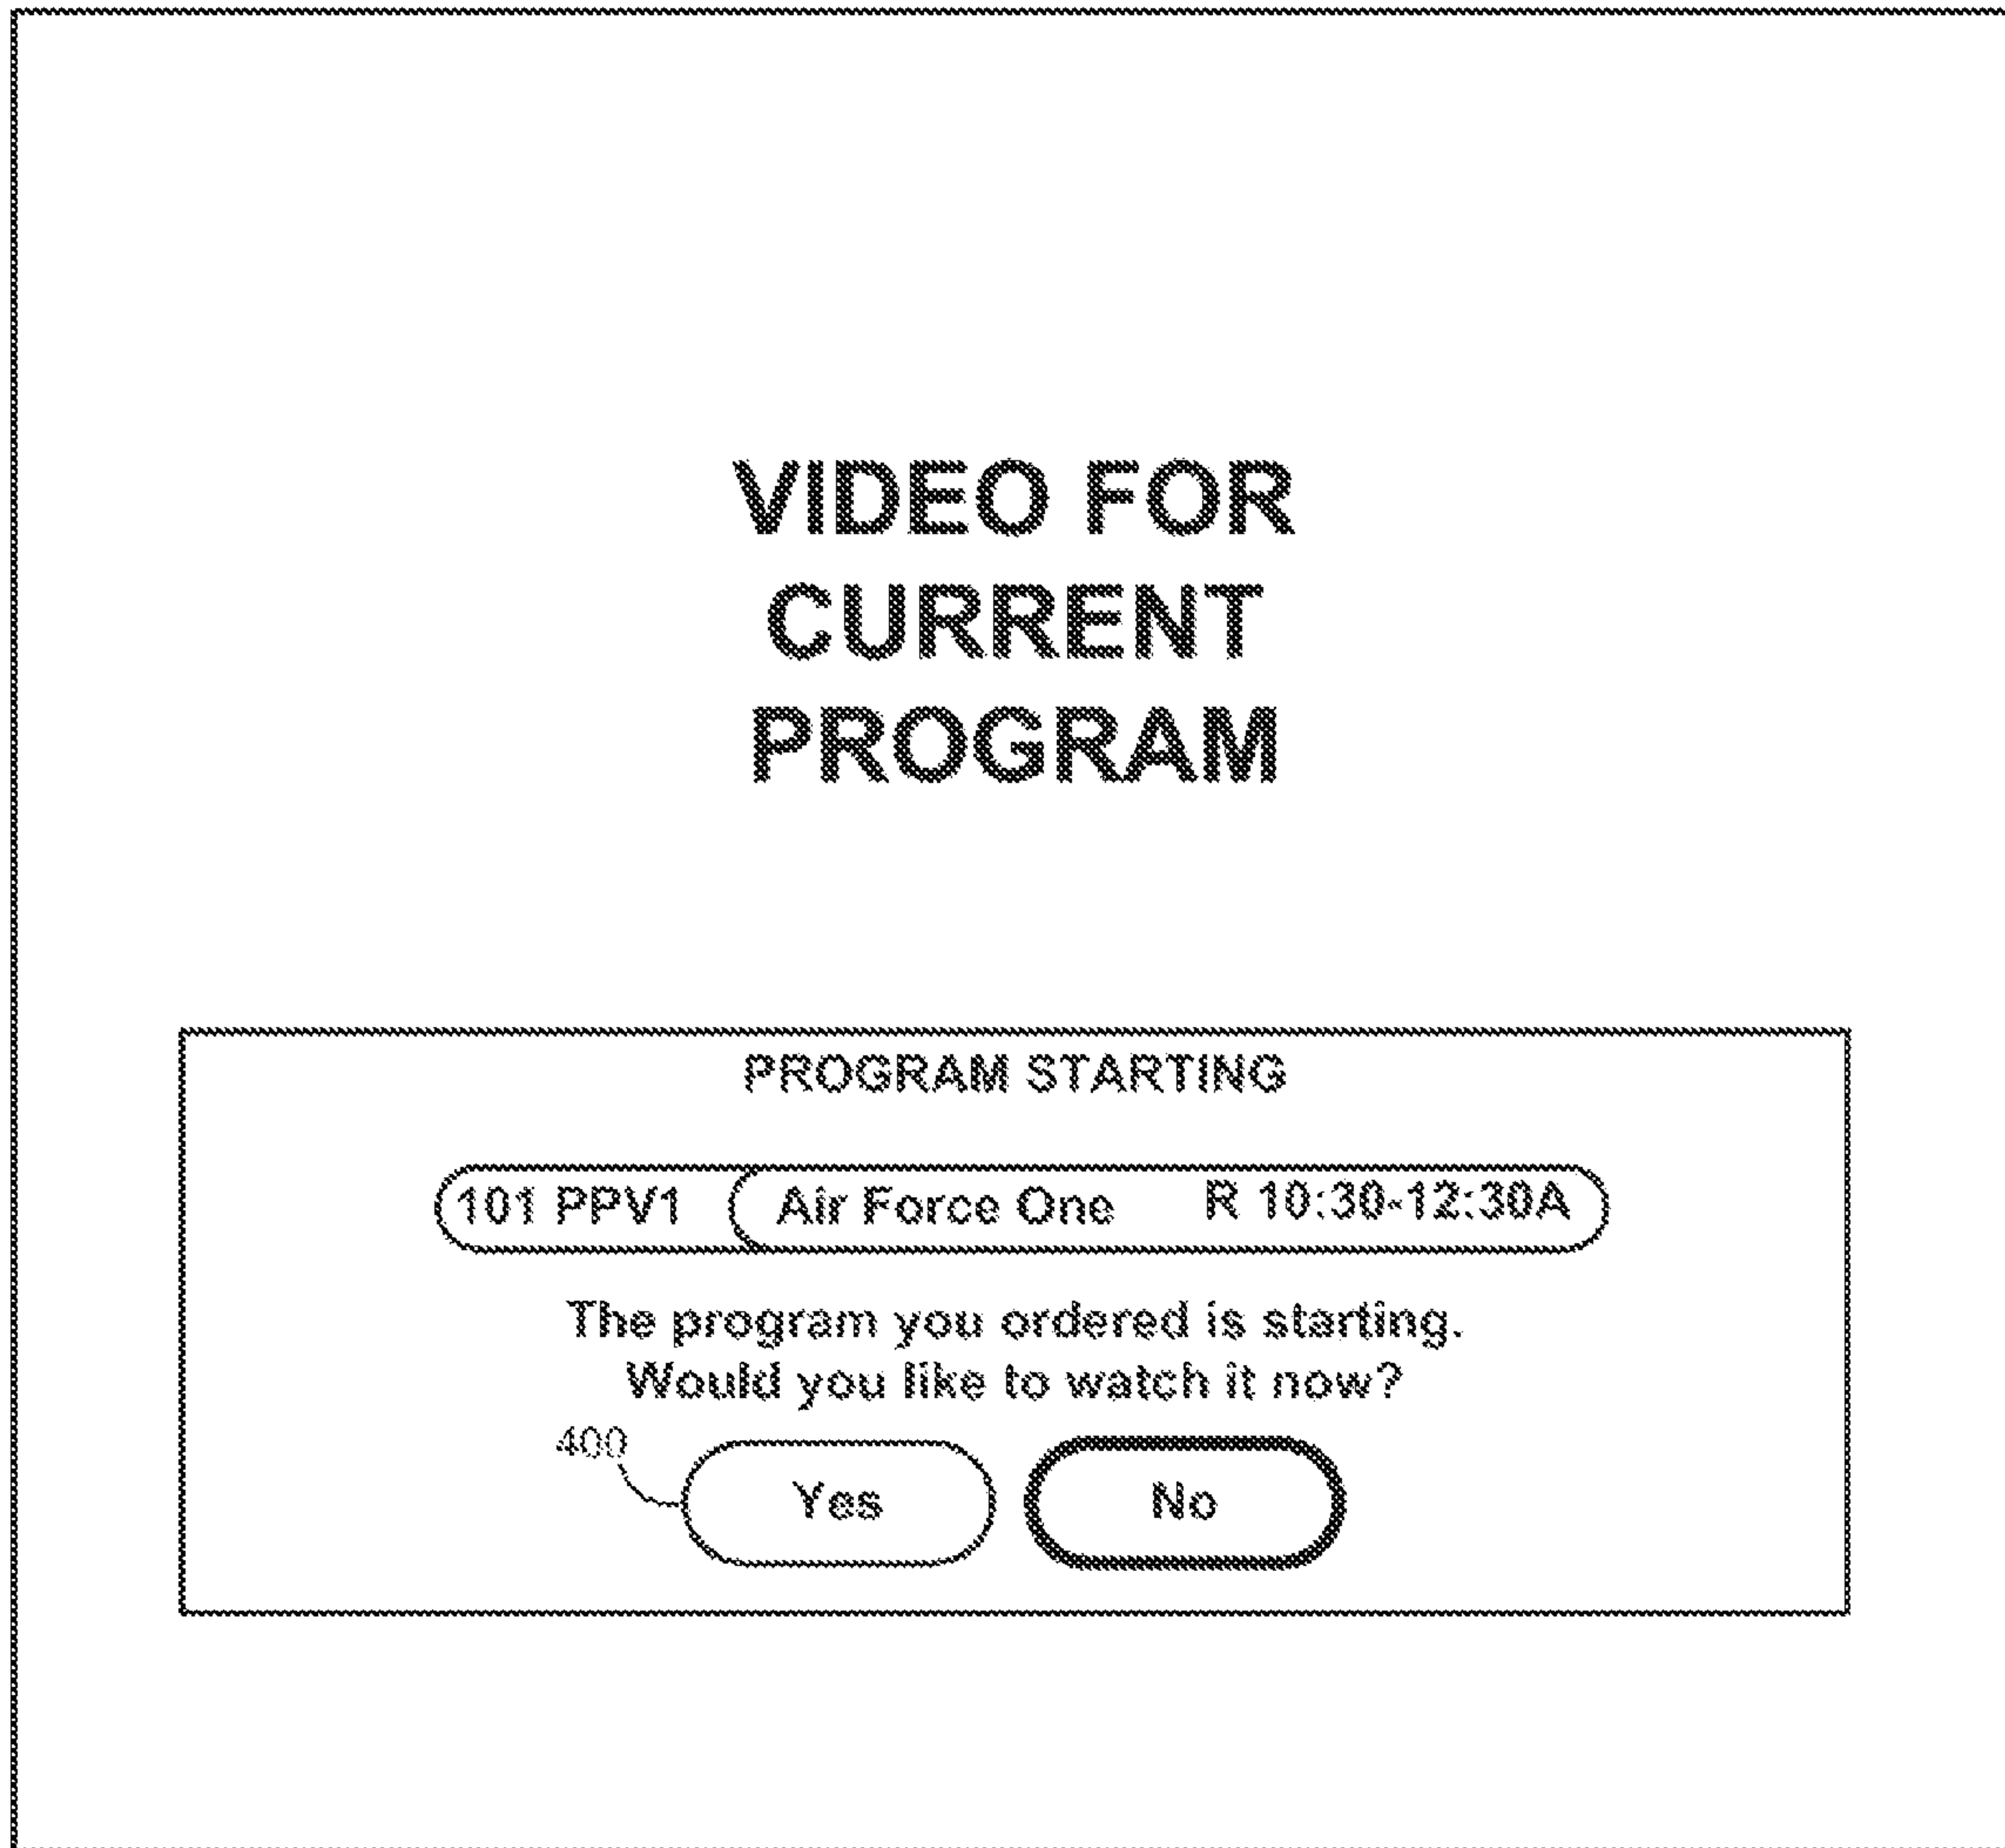 VIDEO FOR
CURRENT
PROGRAM
PROGRAM STARTING
101 PPV1 Air Force One R 10:30-12:30A
The program you ordered is starting.
Would you like to watch it now?
400
Yes No